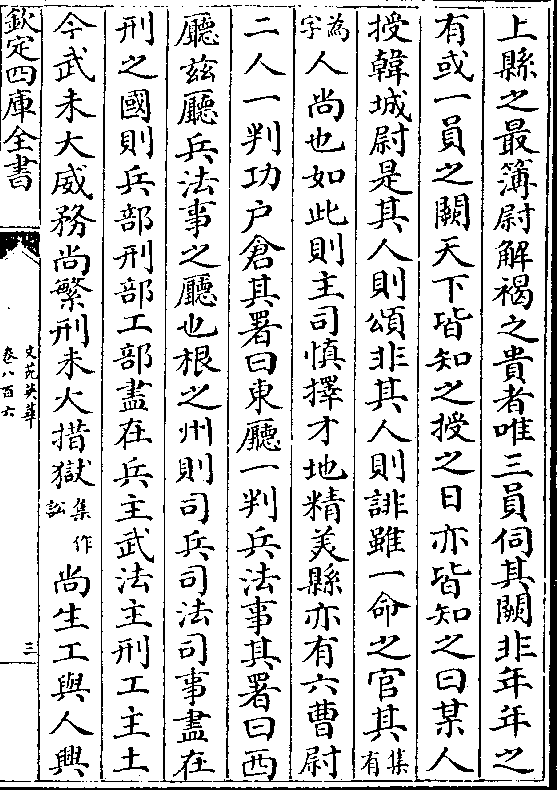 上縣之最簿尉解褐之貴者唯三員伺其闕非年年之
有或一員之闕天下皆知之授之日亦皆知之曰某人
授韓城尉是其人則頌非其人則誹雖一命之官其集有
為字人尚也如此則主司慎擇才地精美縣亦有六曹尉
二人一判功户倉其署曰東廳一判兵法事其署曰西
廳兹廳兵法事之廳也根之州則司兵司法司事盡在
刑之國則兵部刑部工部盡在兵主武法主刑工主土
今武未大威務尚繁刑未大措獄集作訟尚生工與人興
欽定四庫全書
文苑英華
卷八百六
三